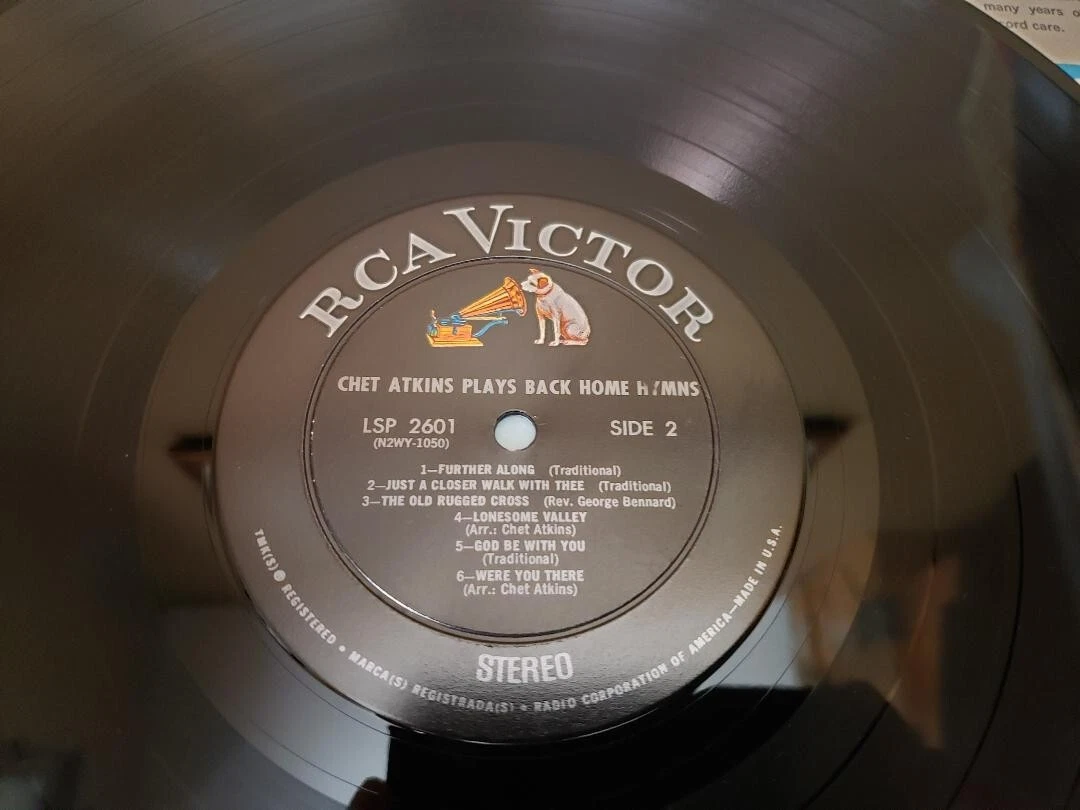 many years o
ord care.
RCA VICTOR
CHET ATKINS PLAYS BACK HOME HYMNS
LSP 2601
(N2WY-1050)
SIDE 2
1—FURTHER ALONG (Traditional)
2—JUST A CLOSER WALK WITH THEE (Traditional)
3—THE OLD RUGGED CROSS (Rev. George Bennard)
4—LONESOME VALLEY
(Arr.: Chet Atkins)
5—GOD BE WITH YOU
(Traditional)
6—WERE YOU THERE
(Arr.: Chet Atkins)
STEREO
TMK(S) ® REGISTERED • MARCA(S) REGISTRADA(S) • RADIO CORPORATION OF AMERICA—MADE IN U.S.A.